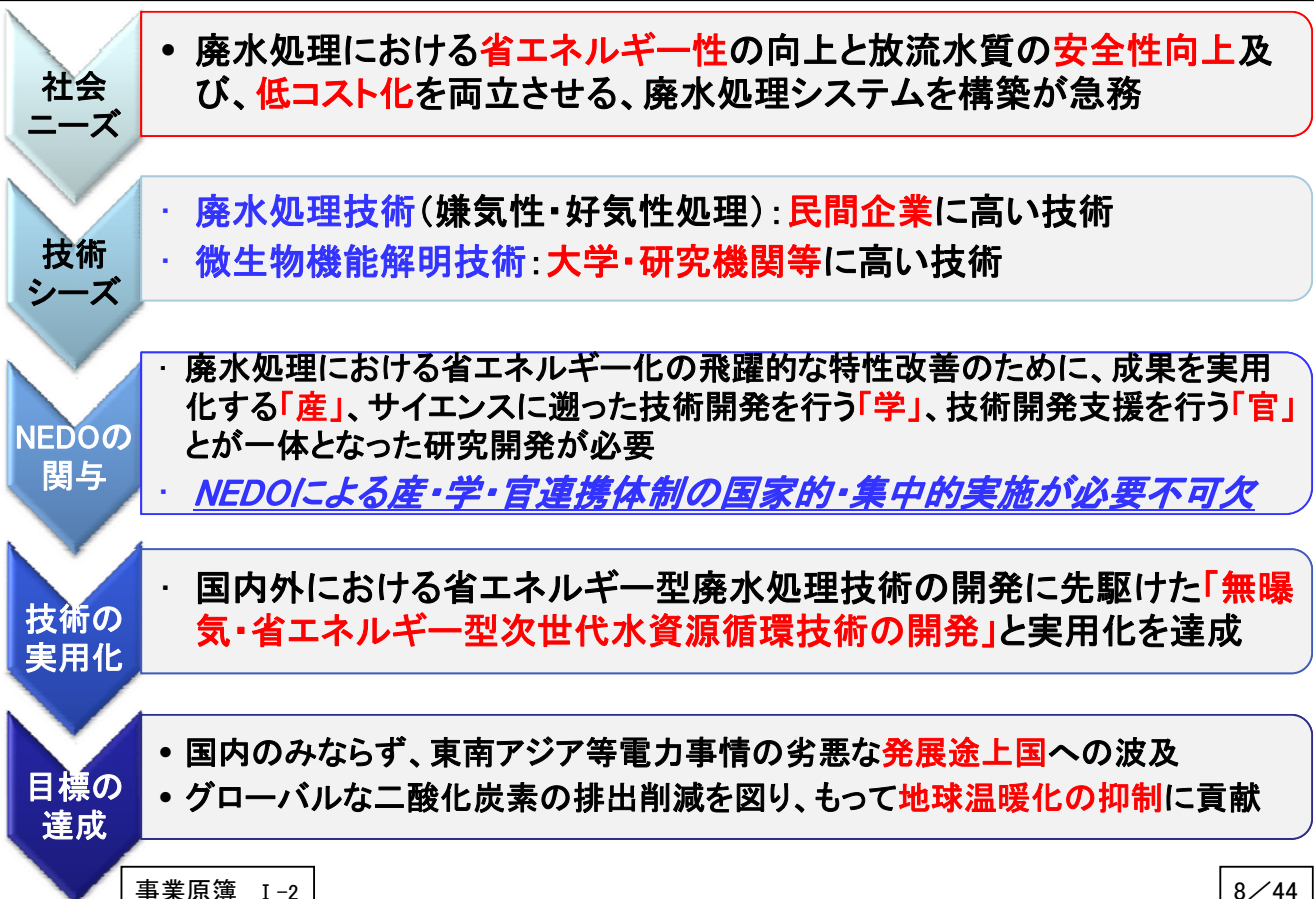 社会
ニーズ
• 廃水処理における省エネルギー性の向上と放流水質の安全性向上及
び、低コスト化を両立させる、廃水処理システムを構築が急務
技術
シーズ
· 廃水処理技術(嫌気性・好気性処理):民間企業に高い技術
· 微生物機能解明技術:大学・研究機関等に高い技術
NEDOの
関与
· 廃水処理における省エネルギー化の飛躍的な特性改善のために、成果を実用
化する「産」、サイエンスに遡った技術開発を行う「学」、技術開発支援を行う「官」
とが一体となった研究開発が必要
· NEDOによる産・学・官連携体制の国家的・集中的実施が必要不可欠
技術の
実用化
· 国内外における省エネルギー型廃水処理技術の開発に先駆けた「無曝
気・省エネルギー型次世代水資源循環技術の開発」と実用化を達成
目標の
達成
• 国内のみならず、東南アジア等電力事情の劣悪な発展途上国への波及
• グローバルな二酸化炭素の排出削減を図り、もって地球温暖化の抑制に貢献
事業原簿 Ⅰ-2
8/44